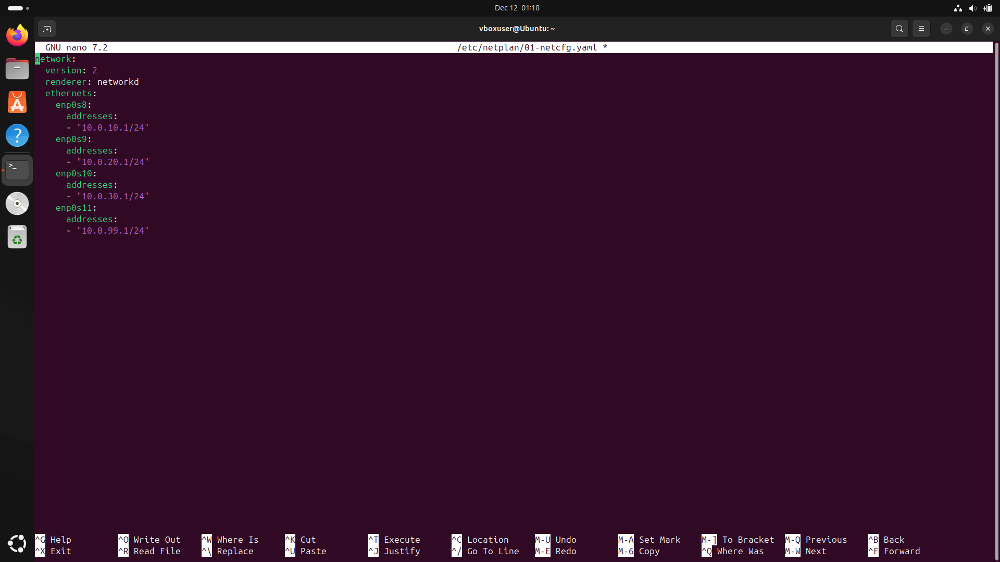 Dec 12 01:18
vboxuser@Ubuntu: ~
GNU nano 7.2 /etc/netplan/01-netcfg.yaml *
network:
  version: 2
  renderer: networkd
  ethernets:
    enp0s8:
      addresses:
      - "10.0.10.1/24"
    enp0s9:
      addresses:
      - "10.0.20.1/24"
    enp0s10:
      addresses:
      - "10.0.30.1/24"
    enp0s11:
      addresses:
      - "10.0.99.1/24"
^G Help ^O Write Out ^W Where Is ^K Cut ^T Execute ^C Location M-U Undo M-A Set Mark M-] To Bracket M-Q Previous ^B Back
^X Exit ^R Read File ^\ Replace ^U Paste ^J Justify ^/ Go To Line M-E Redo M-6 Copy ^Q Where Was M-W Next ^F Forward